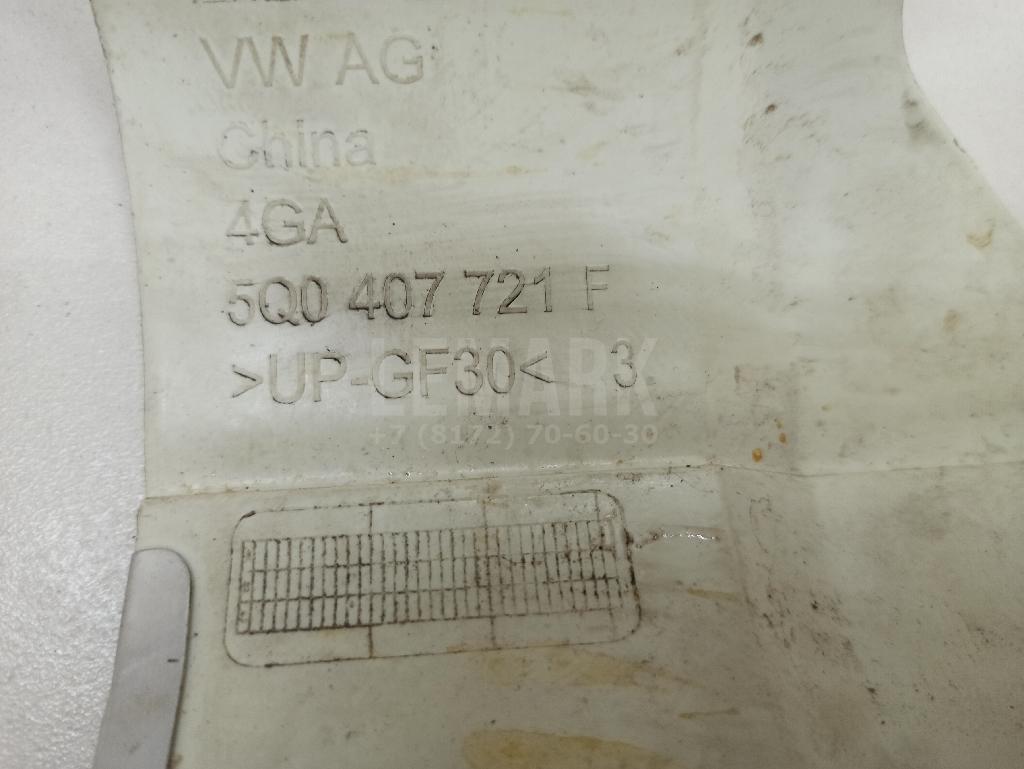 VW AG
China
4GA
5Q0 407 721 F
>UP-GF30< 3
LEMARK
+7 (8172) 70-60-30